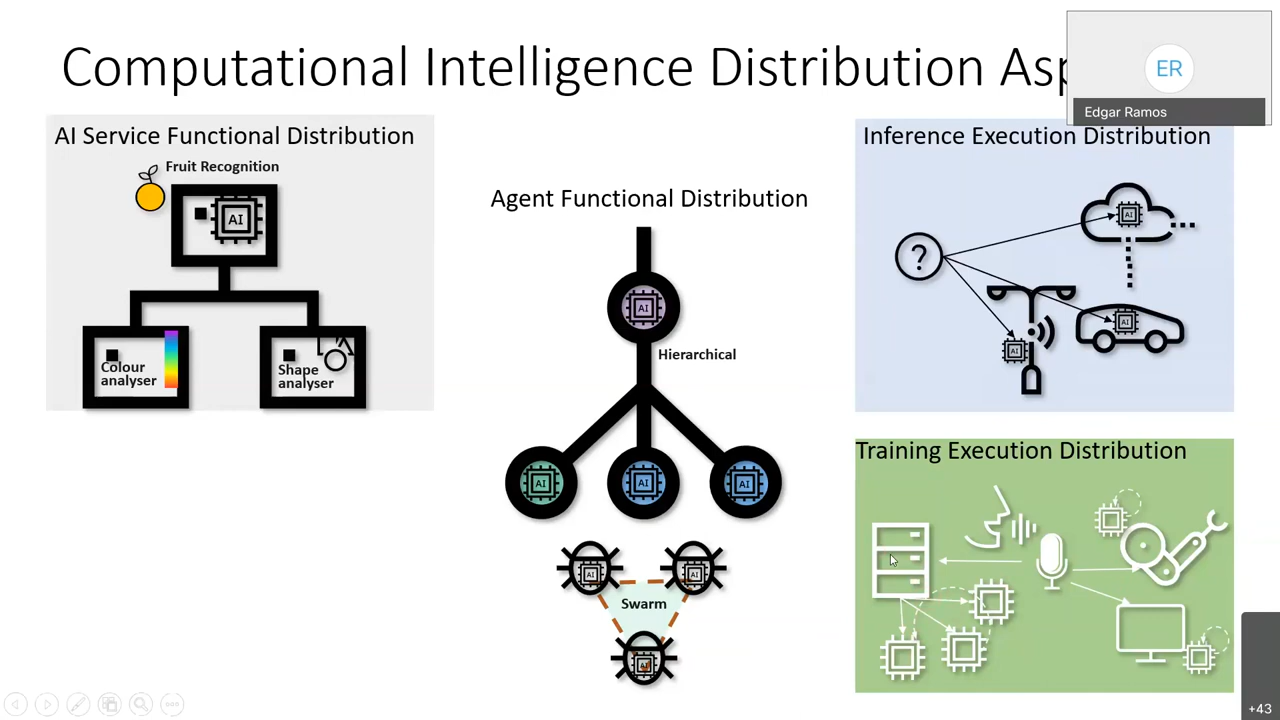 Computational Intelligence Distribution Asp
ER
Edgar Ramos
AI Service Functional Distribution
Fruit Recognition
AI
Colour
analyser
Shape
analyser
Agent Functional Distribution
AI
Hierarchical
AI
AI
AI
AI
AI
Swarm
AI
Inference Execution Distribution
AI
?
AI
AI
Training Execution Distribution
+43